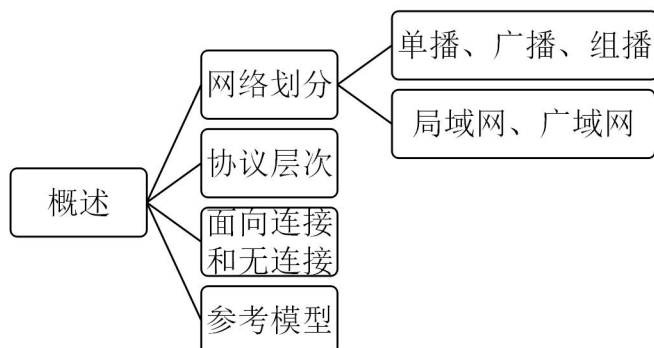 单播、广播、组播
网络划分
局域网、广域网
协议层次
概述
面向连接
和无连接
参考模型